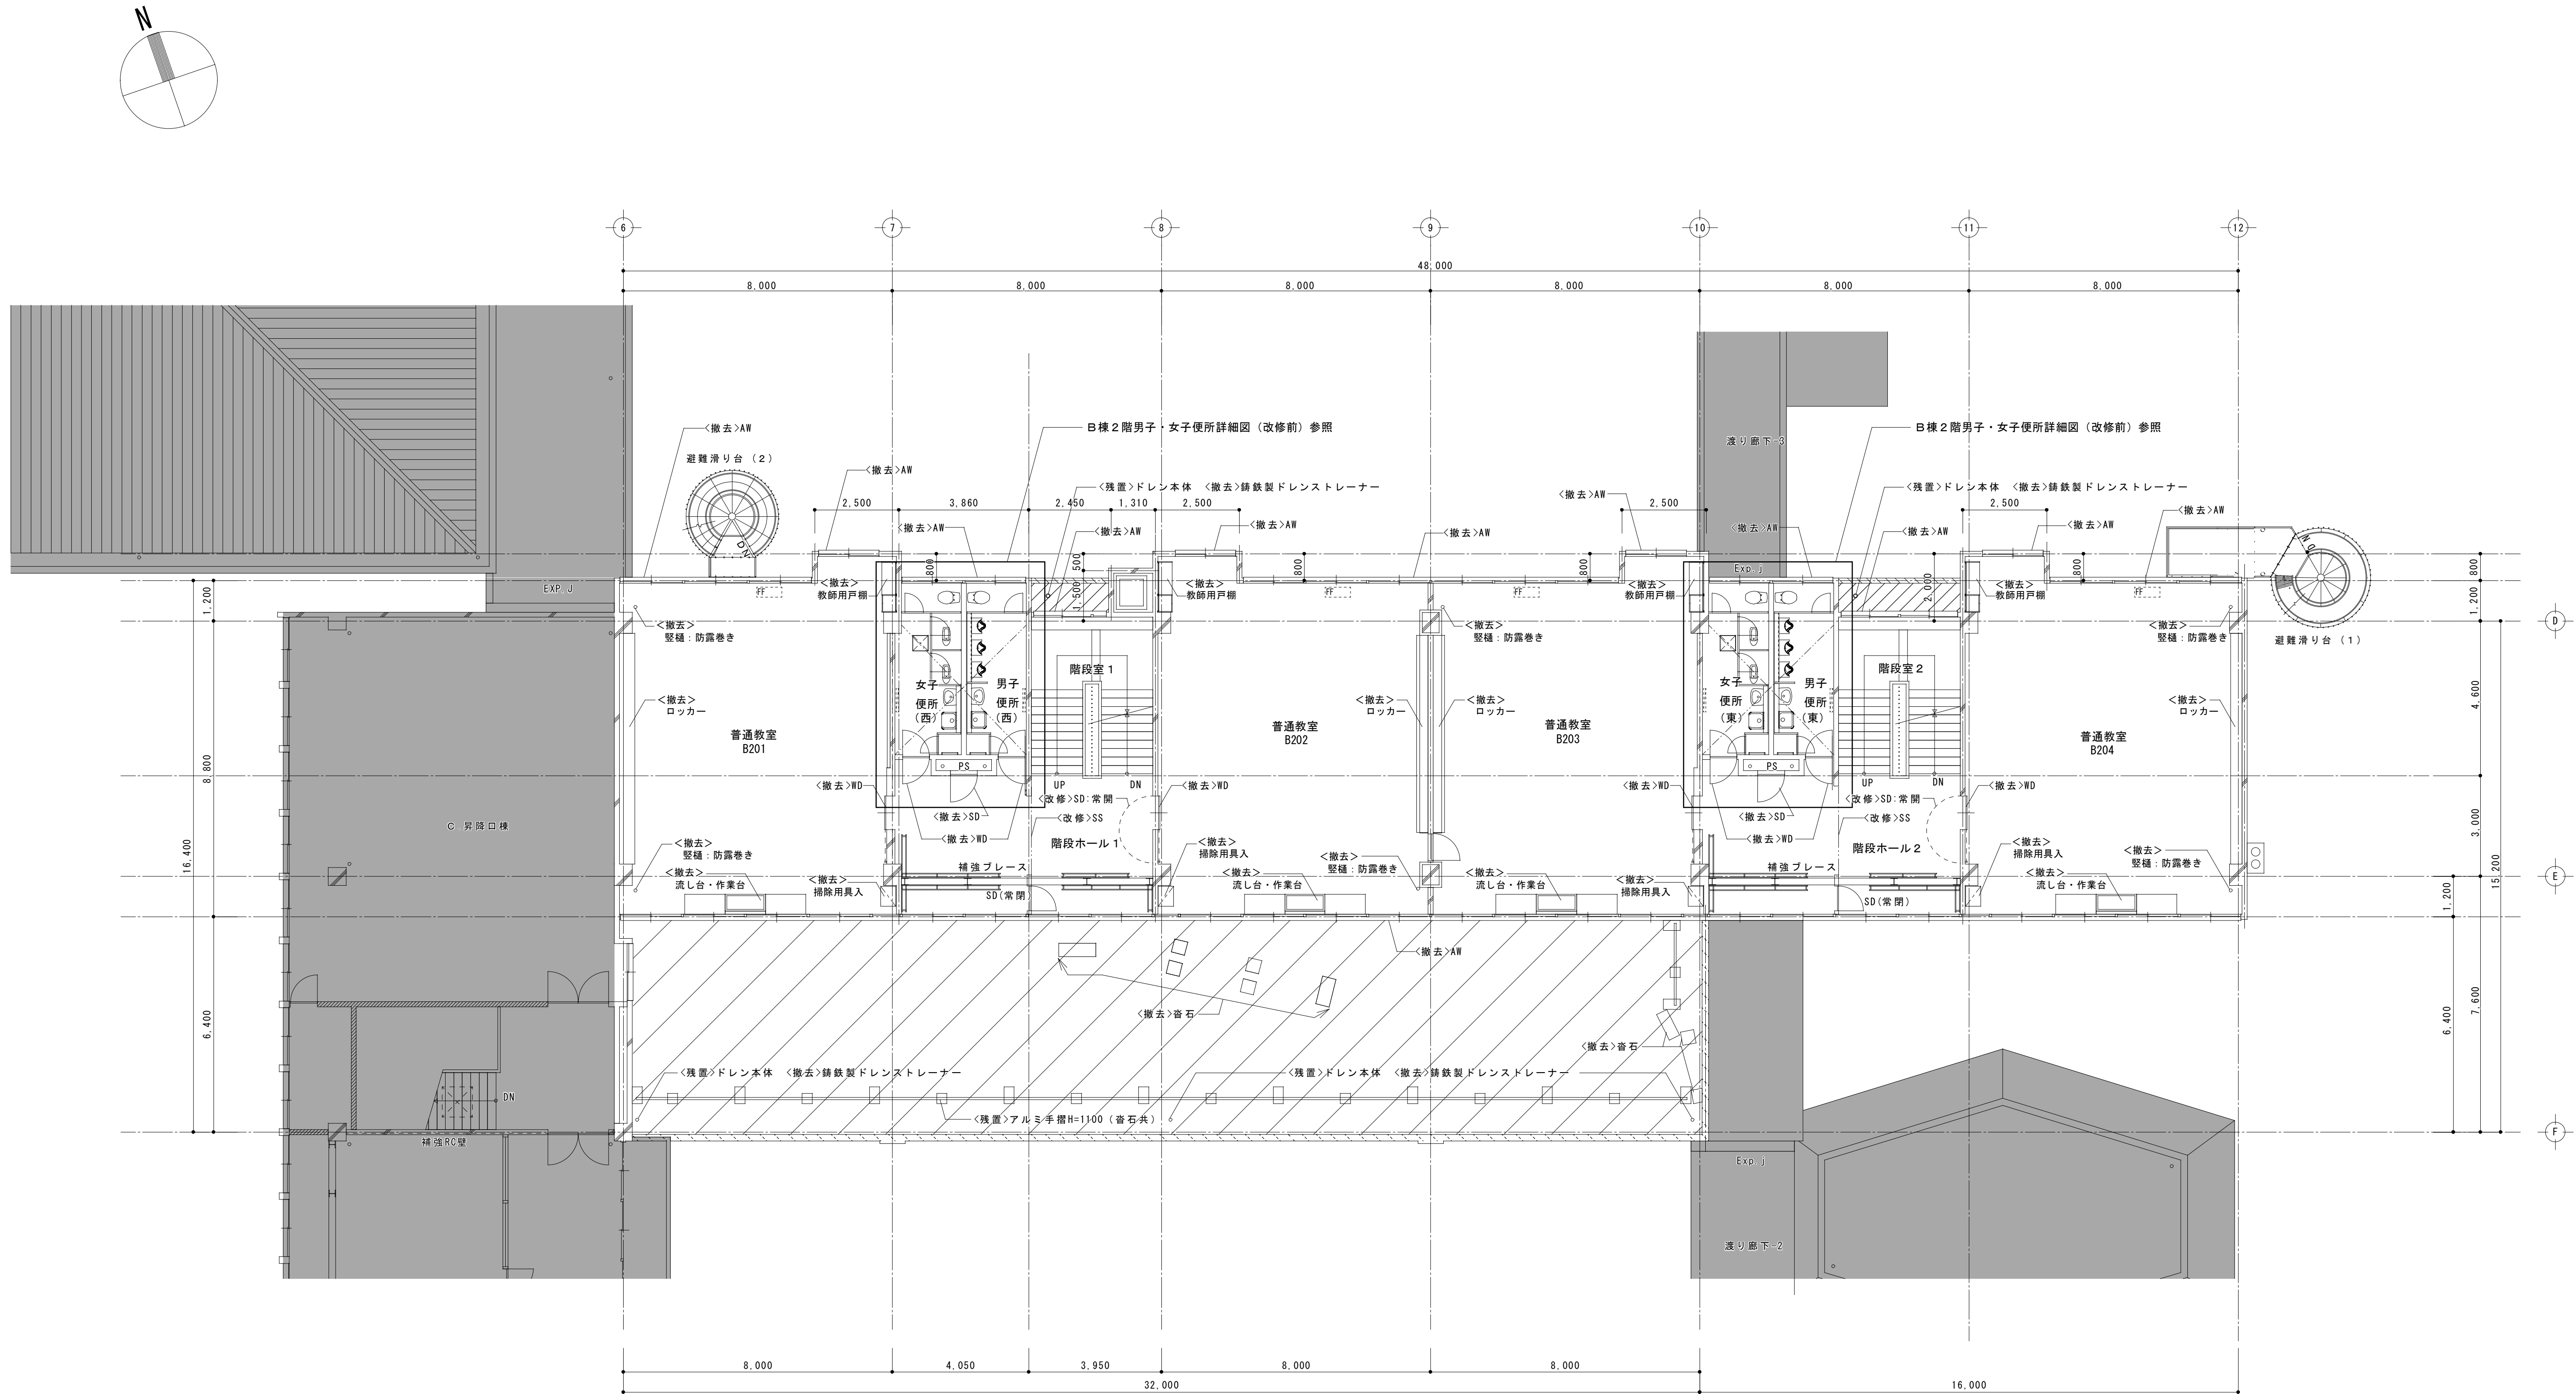 N
6
7
8
9
10
11
12
48,000
8,000
8,000
8,000
8,000
8,000
8,000
<撤去>AW
B棟2階男子・女子便所詳細図（改修前）参照
渡り廊下-3
B棟2階男子・女子便所詳細図（改修前）参照
避難滑り台（2）
<撤去>AW
<残置>ドレン本体　<撤去>鋳鉄製ドレンストレーナー
<撤去>AW
<残置>ドレン本体　<撤去>鋳鉄製ドレンストレーナー
2,500
3,860
2,450
1,310
2,500
2,500
2,500
<撤去>AW
<撤去>AW
<撤去>AW
<撤去>AW
<撤去>AW
<撤去>AW
<撤去>AW
<撤去>AW
DN
DN
800
500
1,500
800
800
2,000
800
800
Exp.j
EXP.J
1,200
FF
FF
FF
FF
<撤去>
教師用戸棚
<撤去>
教師用戸棚
<撤去>
教師用戸棚
<撤去>
教師用戸棚
1,200
D
<撤去>
竪樋：防露巻き
<撤去>
竪樋：防露巻き
<撤去>
竪樋：防露巻き
避難滑り台（1）
階段室1
階段室2
女子
便所
（西）
男子
便所
（西）
女子
便所
（東）
男子
便所
（東）
<撤去>
ロッカー
<撤去>
ロッカー
<撤去>
ロッカー
<撤去>
ロッカー
4,600
普通教室
B201
普通教室
B202
普通教室
B203
普通教室
B204
8,800
PS
PS
UP
DN
UP
DN
<撤去>WD
<撤去>WD
<撤去>WD
<撤去>WD
<改修>SD:常開
<改修>SD:常開
<撤去>SD
<改修>SS
<撤去>SD
<改修>SS
C 昇降口棟
3,000
<撤去>WD
階段ホール1
<撤去>WD
階段ホール2
<撤去>
竪樋：防露巻き
<撤去>
掃除用具入
<撤去>
竪樋：防露巻き
<撤去>
掃除用具入
<撤去>
竪樋：防露巻き
16,400
15,200
補強ブレース
補強ブレース
<撤去>
流し台・作業台
<撤去>
掃除用具入
<撤去>
流し台・作業台
<撤去>
流し台・作業台
<撤去>
掃除用具入
<撤去>
流し台・作業台
E
SD(常閉)
SD(常閉)
1,200
<撤去>AW
<撤去>沓石
<撤去>沓石
6,400
6,400
7,600
<残置>ドレン本体　<撤去>鋳鉄製ドレンストレーナー
<残置>ドレン本体　<撤去>鋳鉄製ドレンストレーナー
DN
<残置>アルミ手摺H=1100（沓石共）
補強RC壁
F
Exp.j
渡り廊下-2
8,000
4,050
3,950
8,000
8,000
32,000
16,000